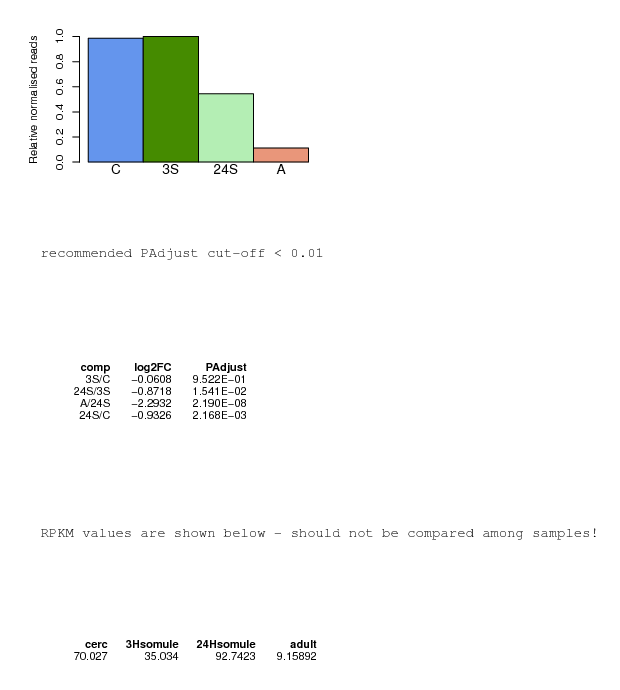 Relative normalised reads
1.0
0.8
0.6
0.4
0.2
0.0
C 3S 24S A
recommended PAdjust cut-off < 0.01
comp log2FC PAdjust
3S/C −0.0608 9.522E−01
24S/3S −0.8718 1.541E−02
A/24S −2.2932 2.190E−08
24S/C −0.9326 2.168E−03
RPKM values are shown below - should not be compared among samples!
cerc 3Hsomule 24Hsomule adult
70.027 35.034 92.7423 9.15892